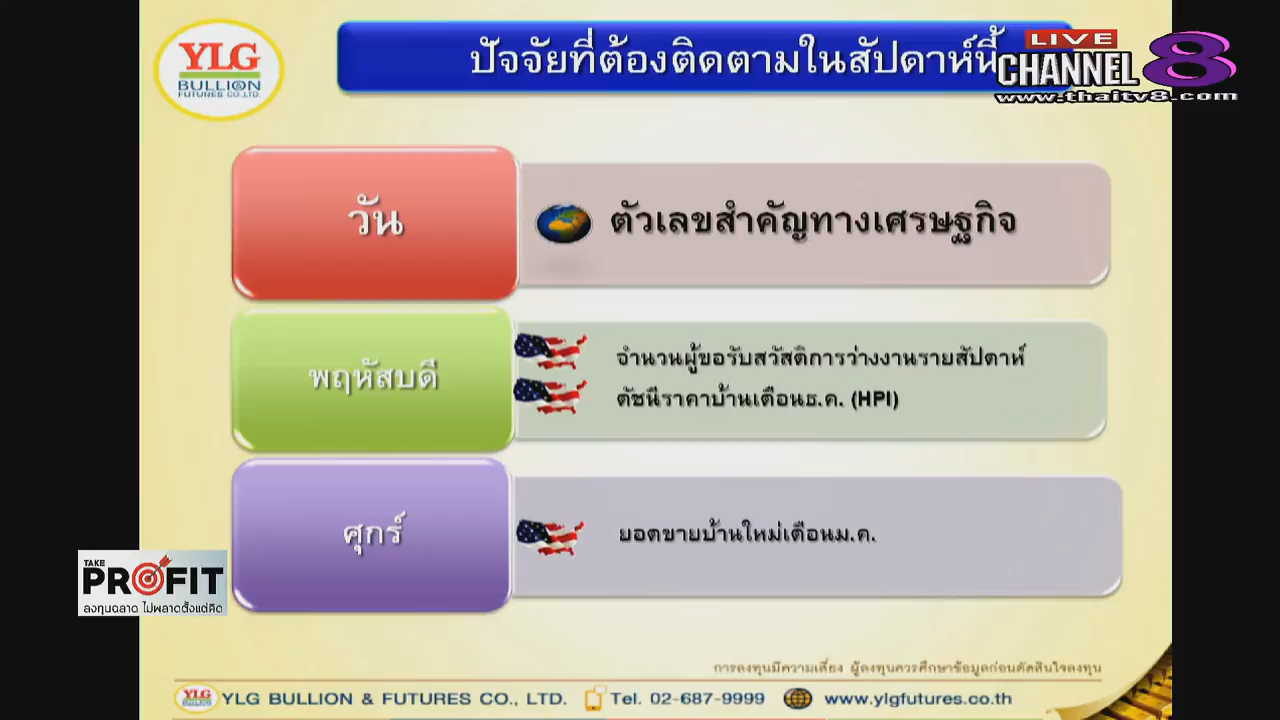 YLG
BULLION
FUTURES CO.,LTD.
ปัจจัยที่ต้องติดตามในสัปดาห์นี้
LIVE
CHANNEL 8
www.thaitv8.com
วัน
ตัวเลขสำคัญทางเศรษฐกิจ
พฤหัสบดี
จำนวนผู้ขอรับสวัสดิการว่างงานรายสัปดาห์
ดัชนีราคาบ้านเดือนธ.ค. (HPI)
ศุกร์
ยอดขายบ้านใหม่เดือนม.ค.
TAKE
PROFIT
ลงทุนฉลาด ไม่พลาดตั้งแต่คิด
การลงทุนมีความเสี่ยง ผู้ลงทุนควรศึกษาข้อมูลก่อนตัดสินใจลงทุน
YLG YLG BULLION & FUTURES CO., LTD. Tel. 02-687-9999 www.ylgfutures.co.th